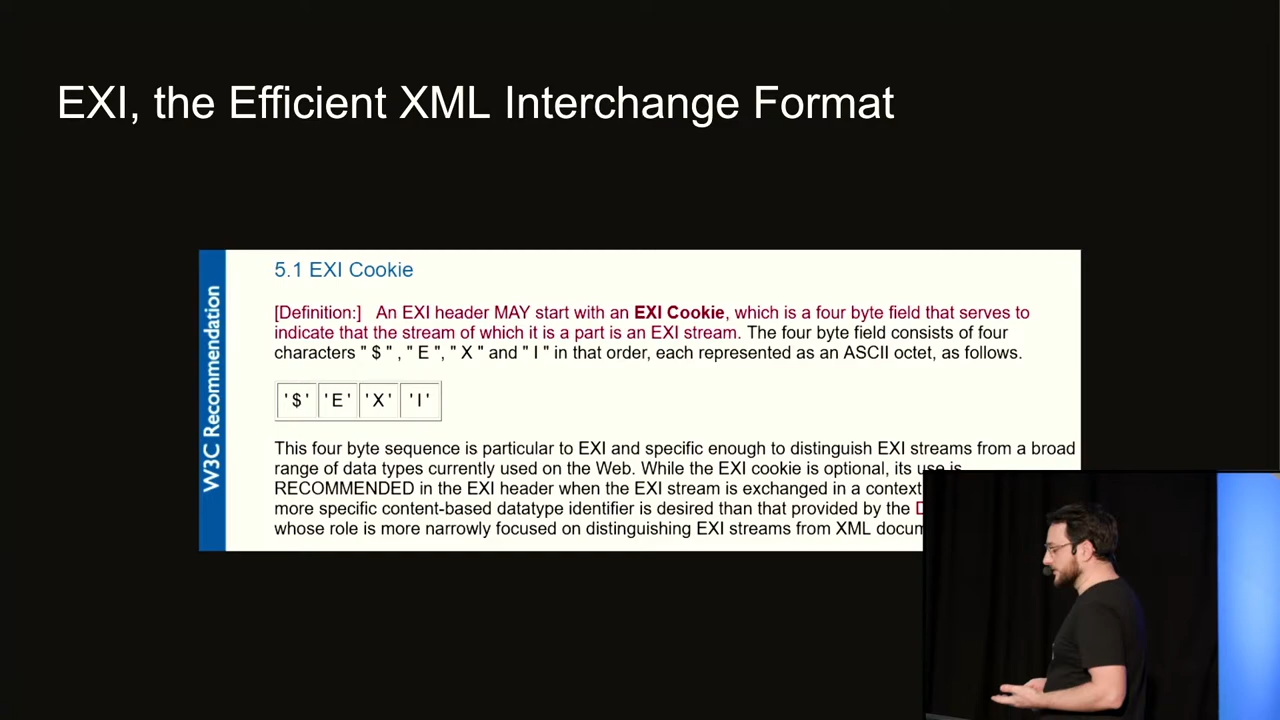 EXI, the Efficient XML Interchange Format
W3C Recommendation
5.1 EXI Cookie
[Definition:] An EXI header MAY start with an EXI Cookie, which is a four byte field that serves to
indicate that the stream of which it is a part is an EXI stream. The four byte field consists of four
characters " $ " , " E ", " X " and " I " in that order, each represented as an ASCII octet, as follows.
' $ ' ' E ' ' X ' ' I '
This four byte sequence is particular to EXI and specific enough to distinguish EXI streams from a broad
range of data types currently used on the Web. While the EXI cookie is optional, its use is
RECOMMENDED in the EXI header when the EXI stream is exchanged in a context
more specific content-based datatype identifier is desired than that provided by the
whose role is more narrowly focused on distinguishing EXI streams from XML